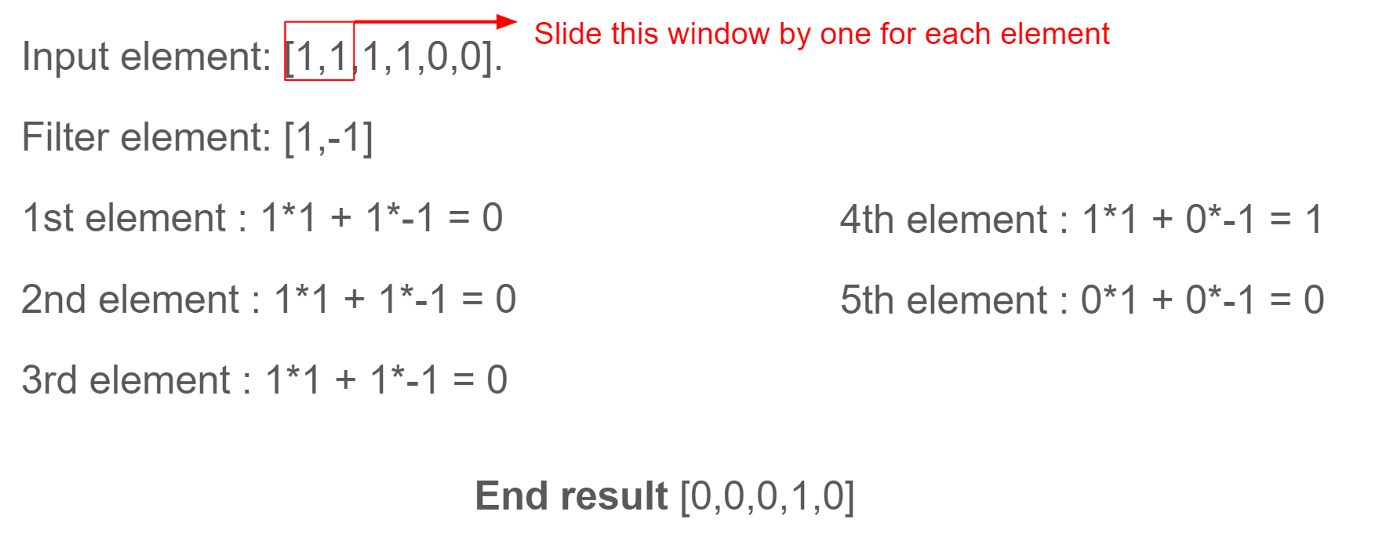 Slide this window by one for each element
Input element: [1,1,1,1,0,0].
Filter element: [1,-1]
1st element : 1*1 + 1*-1 = 0
2nd element : 1*1 + 1*-1 = 0
3rd element : 1*1 + 1*-1 = 0
4th element : 1*1 + 0*-1 = 1
5th element : 0*1 + 0*-1 = 0
End result [0,0,0,1,0]